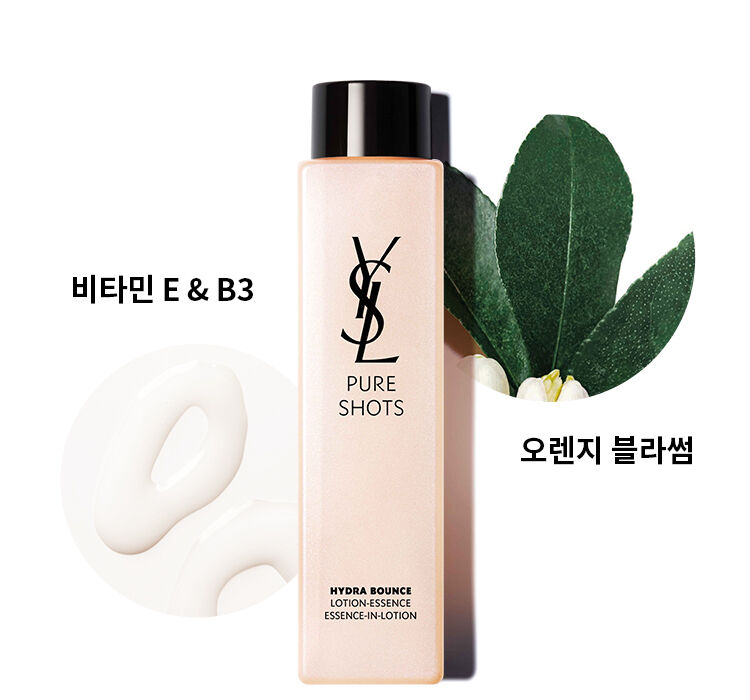 비타민 E & B3
YSL
PURE
SHOTS
오렌지 블라썸
HYDRA BOUNCE
LOTION-ESSENCE
ESSENCE-IN-LOTION